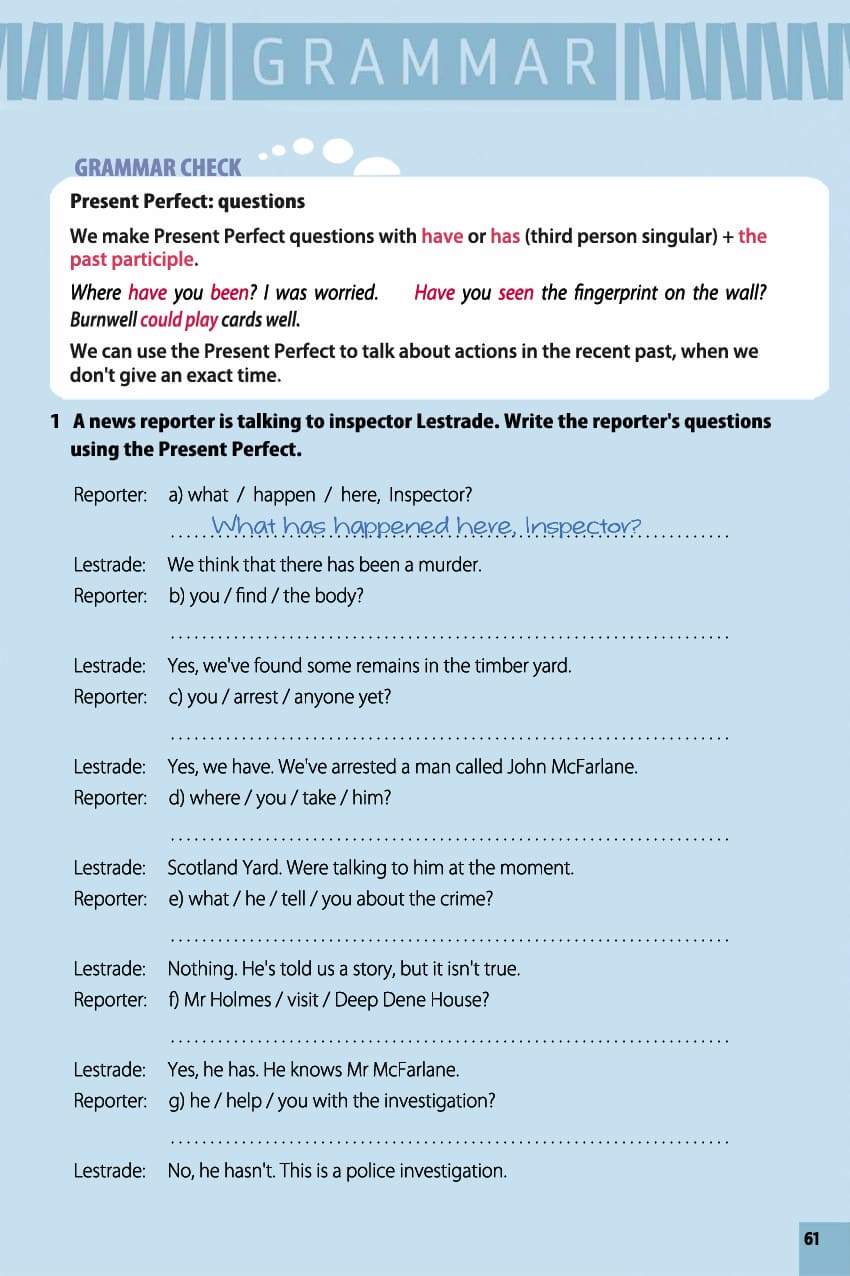 GRAMMAR
GRAMMAR CHECK
Present Perfect: questions
We make Present Perfect questions with have or has (third person singular) + the
past participle.
Where have you been? I was worried. Have you seen the fingerprint on the wall?
Burnwell could play cards well.
We can use the Present Perfect to talk about actions in the recent past, when we
don't give an exact time.
1 A news reporter is talking to inspector Lestrade. Write the reporter's questions
using the Present Perfect.
Reporter: a) what / happen / here, Inspector?
What has happened here, Inspector?
Lestrade: We think that there has been a murder.
Reporter: b) you / find / the body?
Lestrade: Yes, we've found some remains in the timber yard.
Reporter: c) you / arrest / anyone yet?
Lestrade: Yes, we have. We've arrested a man called John McFarlane.
Reporter: d) where / you / take / him?
Lestrade: Scotland Yard. Were talking to him at the moment.
Reporter: e) what / he / tell / you about the crime?
Lestrade: Nothing. He's told us a story, but it isn't true.
Reporter: f) Mr Holmes / visit / Deep Dene House?
Lestrade: Yes, he has. He knows Mr McFarlane.
Reporter: g) he / help / you with the investigation?
Lestrade: No, he hasn't. This is a police investigation.
61